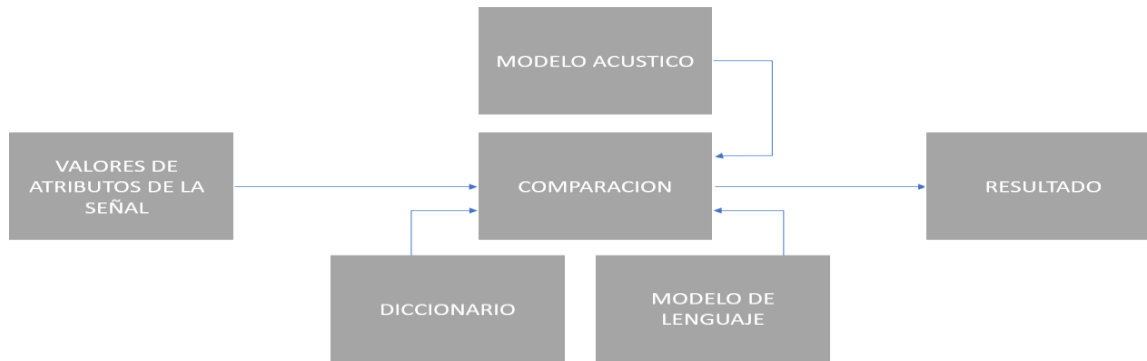 MODELO ACUSTICO
VALORES DE
ATRIBUTOS DE LA
SEÑAL
COMPARACION
RESULTADO
DICCIONARIO
MODELO DE
LENGUAJE